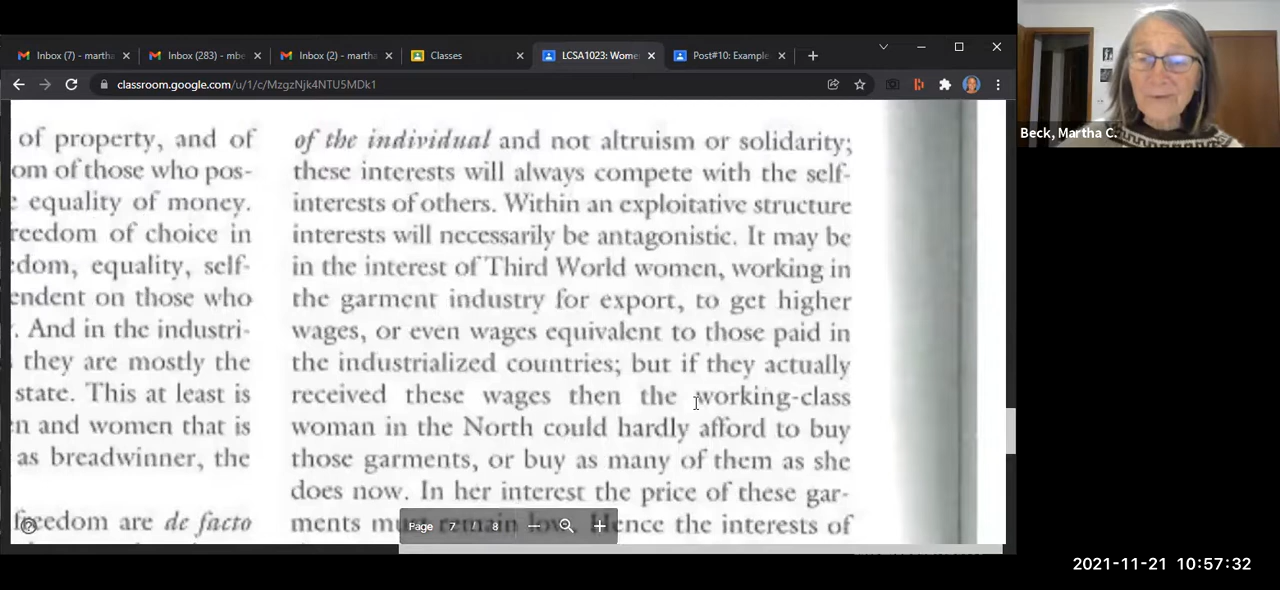 Inbox (7) - martha
Inbox (283) - mbe
Inbox (2) - martha
Classes
LCSA1023: Wome
Post#10: Example
classroom.google.com/u/1/c/MzgzNjk4NTU5MDk1
Beck, Martha C.
of property, and of
om of those who pos-
equality of money.
reedom of choice in
dom, equality, self-
endent on those who
. And in the industri-
they are mostly the
state. This at least is
n and women that is
as breadwinner, the
freedom are de facto
of the individual and not altruism or solidarity;
these interests will always compete with the self-
interests of others. Within an exploitative structure
interests will necessarily be antagonistic. It may be
in the interest of Third World women, working in
the garment industry for export, to get higher
wages, or even wages equivalent to those paid in
the industrialized countries; but if they actually
received these wages then the working-class
woman in the North could hardly afford to buy
those garments, or buy as many of them as she
does now. In her interest the price of these gar-
ments must remain low. Hence the interests of
Page 7 / 8
2021-11-21 10:57:32